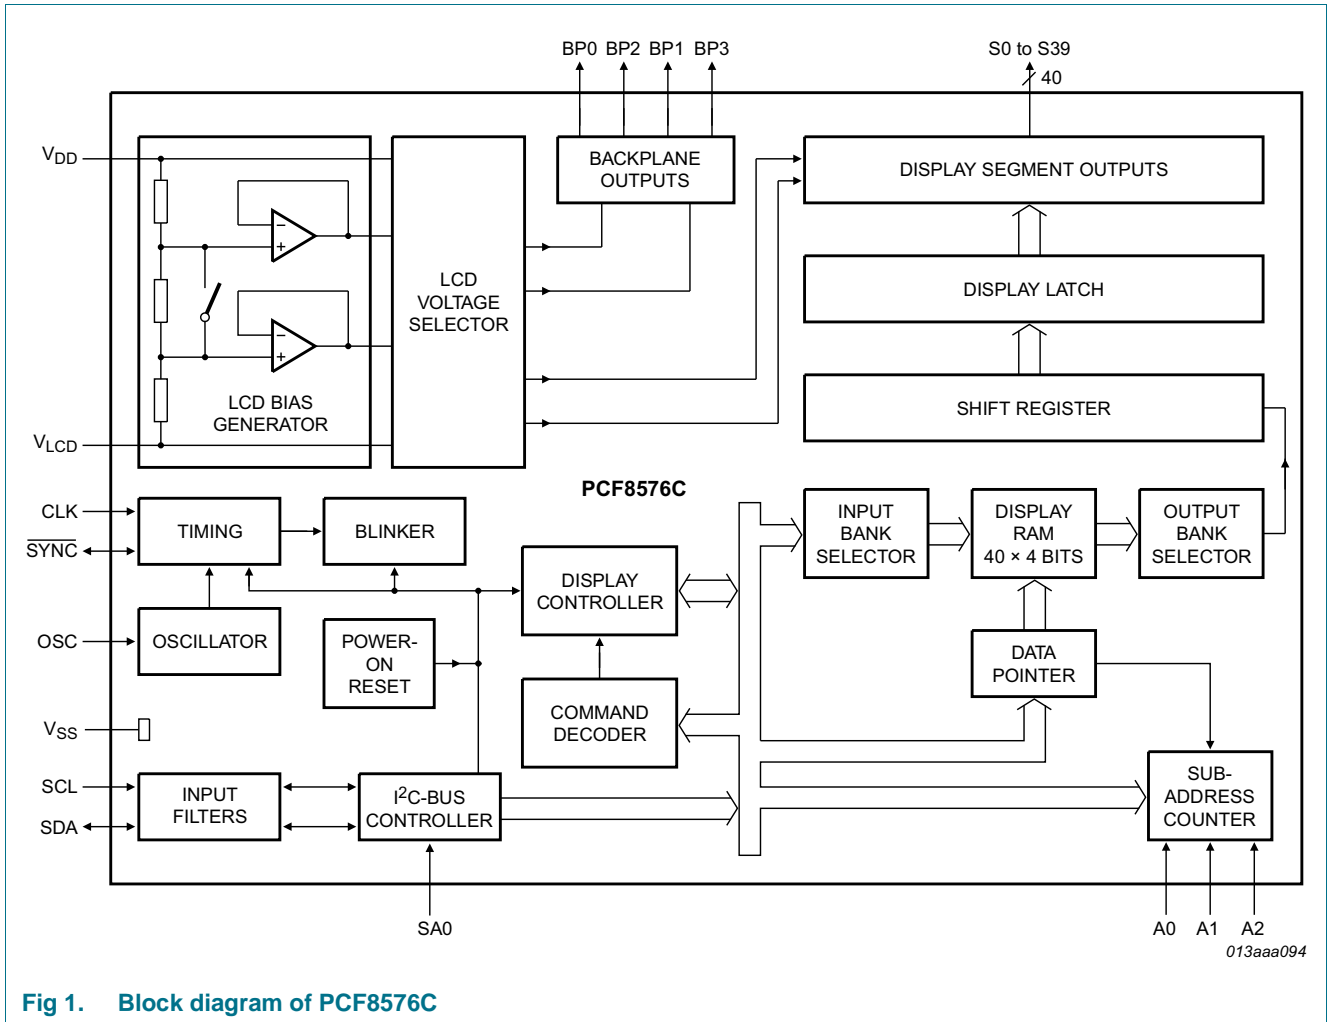 BP0 BP2 BP1 BP3
S0 to S39
40
VDD
BACKPLANE
OUTPUTS
DISPLAY SEGMENT OUTPUTS
−
+
LCD
VOLTAGE
SELECTOR
DISPLAY LATCH
−
+
LCD BIAS
GENERATOR
SHIFT REGISTER
VLCD
PCF8576C
CLK
SYNC
TIMING
BLINKER
INPUT
BANK
SELECTOR
DISPLAY
RAM
40 × 4 BITS
OUTPUT
BANK
SELECTOR
DISPLAY
CONTROLLER
OSC
OSCILLATOR
POWER-
ON
RESET
DATA
POINTER
COMMAND
DECODER
VSS
SCL
SDA
INPUT
FILTERS
I2C-BUS
CONTROLLER
SUB-
ADDRESS
COUNTER
SA0
A0 A1 A2
013aaa094
Fig 1. Block diagram of PCF8576C